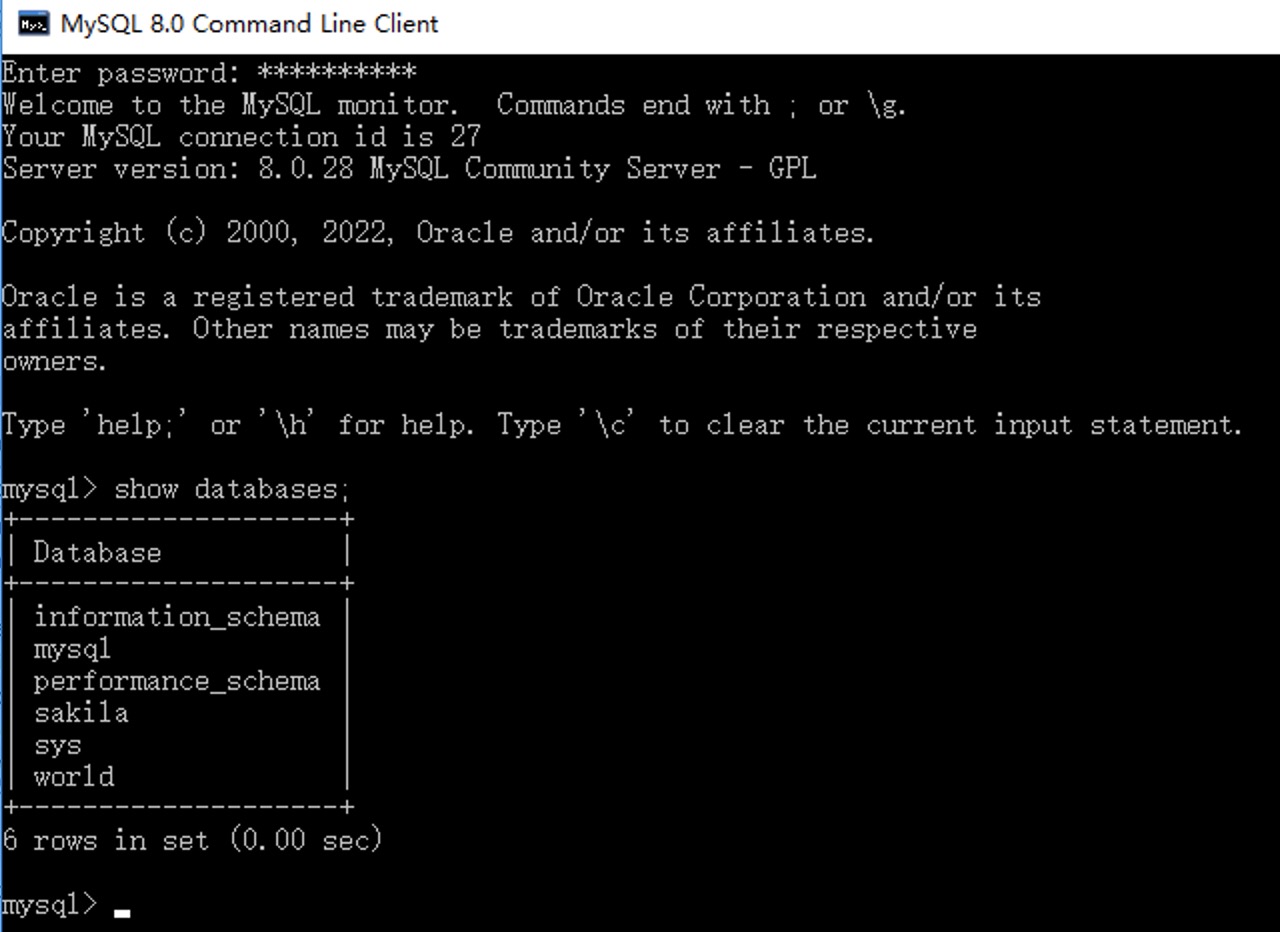 MySQL 8.0 Command Line Client
Enter password: **********
Welcome to the MySQL monitor.  Commands end with ; or \g.
Your MySQL connection id is 27
Server version: 8.0.28 MySQL Community Server - GPL
Copyright (c) 2000, 2022, Oracle and/or its affiliates.
Oracle is a registered trademark of Oracle Corporation and/or its
affiliates. Other names may be trademarks of their respective
owners.
Type 'help;' or '\h' for help. Type '\c' to clear the current input statement.
mysql> show databases;
+--------------------+
| Database           |
+--------------------+
| information_schema |
| mysql              |
| performance_schema |
| sakila             |
| sys                |
| world              |
+--------------------+
6 rows in set (0.00 sec)
mysql>